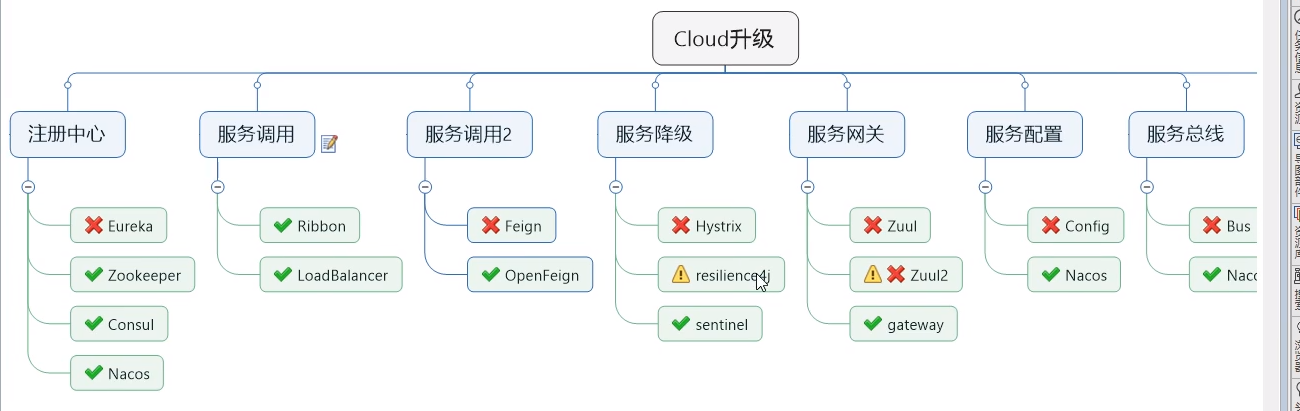 Cloud升级
注册中心
服务调用
服务调用2
服务降级
服务网关
服务配置
服务总线
Eureka
Zookeeper
Consul
Nacos
Ribbon
LoadBalancer
Feign
OpenFeign
Hystrix
resilience4j
sentinel
Zuul
Zuul2
gateway
Config
Nacos
Bus